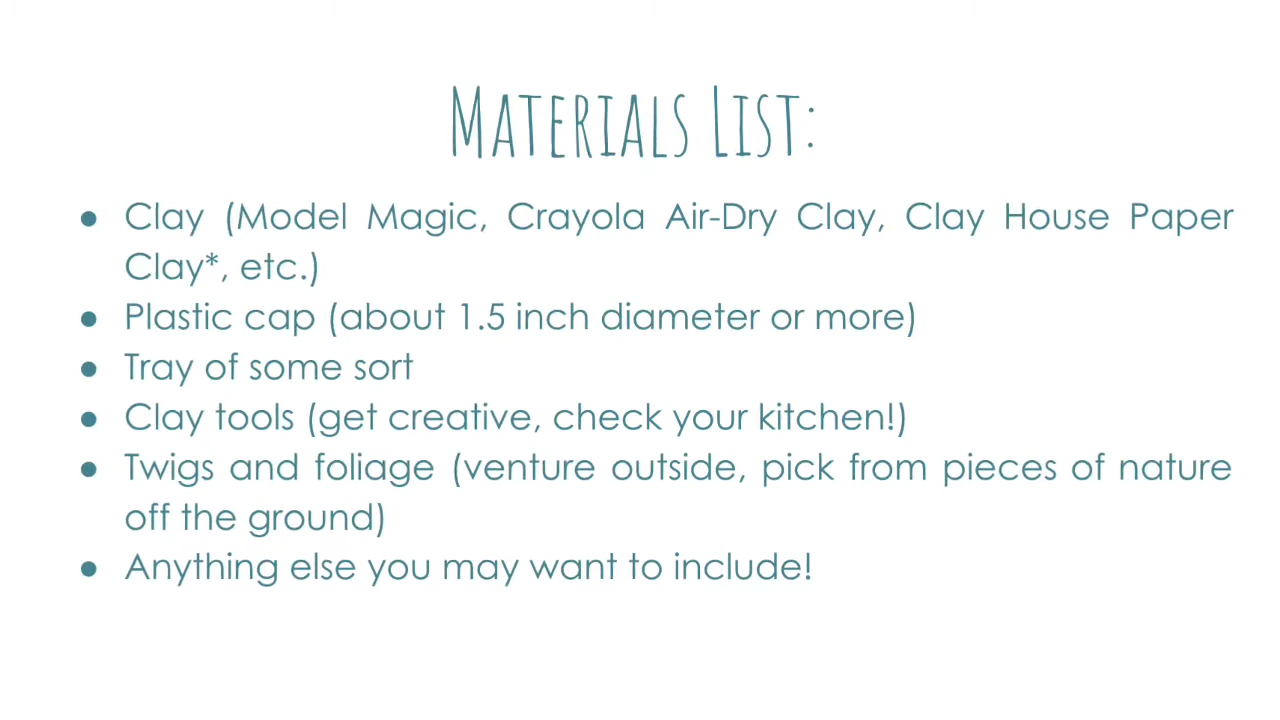 Materials List:
● Clay (Model Magic, Crayola Air-Dry Clay, Clay House Paper
Clay*, etc.)
● Plastic cap (about 1.5 inch diameter or more)
● Tray of some sort
● Clay tools (get creative, check your kitchen!)
● Twigs and foliage (venture outside, pick from pieces of nature
off the ground)
● Anything else you may want to include!